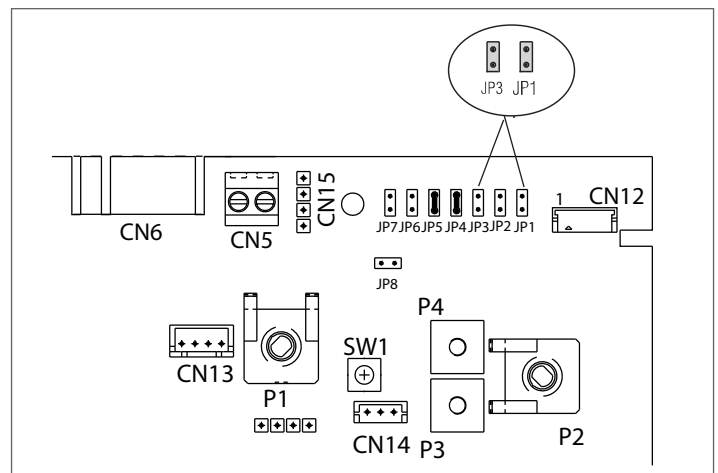 JP3 JP1
CN15
1 CN12
CN6
CN5
JP7 JP6 JP5 JP4 JP3 JP2 JP1
JP8
P4
SW1
CN13
P1
CN14
P3
P2